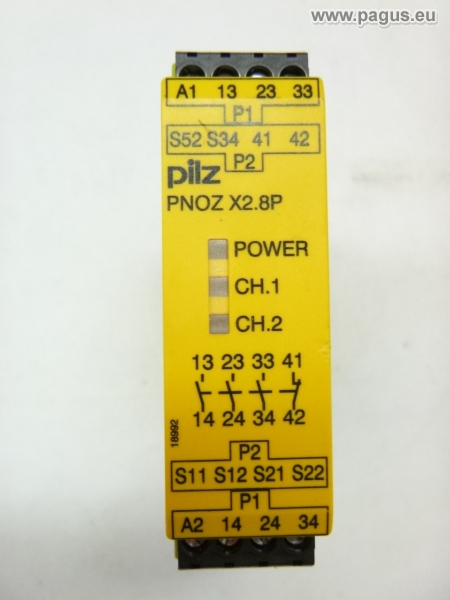 www.pagus.eu
A1 13 23 33
P1
S52 S34 41 42
P2
pilz
PNOZ X2.8P
POWER
CH.1
CH.2
13 23 33 41
14 24 34 42
18992
P2
S11 S12 S21 S22
P1
A2 14 24 34